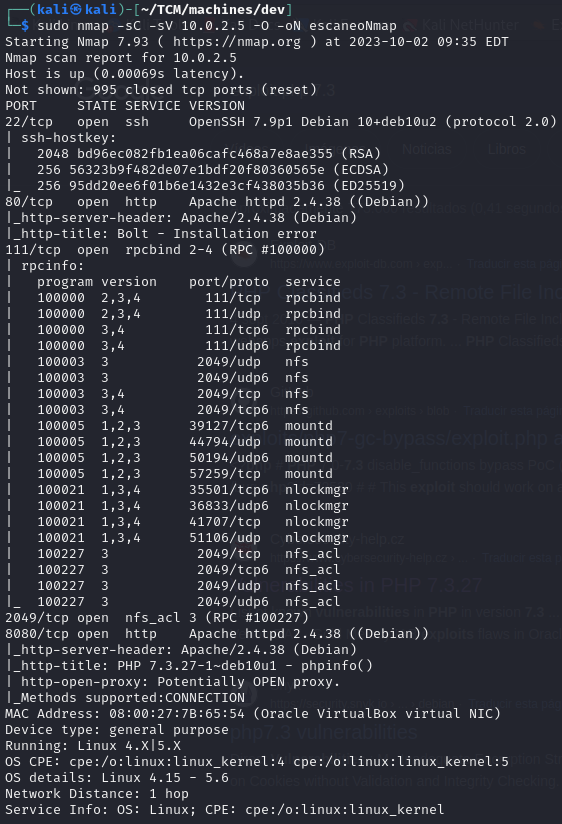 ┌──(kali㉿kali)-[~/TCM/machines/dev]
└─$ sudo nmap -sC -sV 10.0.2.5 -O -oN escaneoNmap
Starting Nmap 7.93 ( https://nmap.org ) at 2023-10-02 09:35 EDT
Nmap scan report for 10.0.2.5
Host is up (0.00069s latency).
Not shown: 995 closed tcp ports (reset)
PORT     STATE SERVICE VERSION
22/tcp   open  ssh     OpenSSH 7.9p1 Debian 10+deb10u2 (protocol 2.0)
| ssh-hostkey:
|   2048 bd96ec082fb1ea06cafc468a7e8ae355 (RSA)
|   256 56323b9f482de07e1bdf20f80360565e (ECDSA)
|_  256 95dd20ee6f01b6e1432e3cf438035b36 (ED25519)
80/tcp   open  http    Apache httpd 2.4.38 ((Debian))
|_http-server-header: Apache/2.4.38 (Debian)
|_http-title: Bolt - Installation error
111/tcp  open  rpcbind 2-4 (RPC #100000)
| rpcinfo:
|   program version    port/proto  service
|   100000  2,3,4        111/tcp   rpcbind
|   100000  2,3,4        111/udp   rpcbind
|   100000  3,4          111/tcp6  rpcbind
|   100000  3,4          111/udp6  rpcbind
|   100003  3           2049/udp   nfs
|   100003  3           2049/udp6  nfs
|   100003  3,4         2049/tcp   nfs
|   100003  3,4         2049/tcp6  nfs
|   100005  1,2,3      39127/tcp6  mountd
|   100005  1,2,3      44794/udp6  mountd
|   100005  1,2,3      50194/udp   mountd
|   100005  1,2,3      57259/tcp   mountd
|   100021  1,3,4      35501/tcp6  nlockmgr
|   100021  1,3,4      36833/udp6  nlockmgr
|   100021  1,3,4      41707/tcp   nlockmgr
|   100021  1,3,4      51106/udp   nlockmgr
|   100227  3           2049/tcp   nfs_acl
|   100227  3           2049/tcp6  nfs_acl
|   100227  3           2049/udp   nfs_acl
|_  100227  3           2049/udp6  nfs_acl
2049/tcp open  nfs_acl 3 (RPC #100227)
8080/tcp open  http    Apache httpd 2.4.38 ((Debian))
|_http-server-header: Apache/2.4.38 (Debian)
|_http-title: PHP 7.3.27-1~deb10u1 - phpinfo()
| http-open-proxy: Potentially OPEN proxy.
|_Methods supported:CONNECTION
MAC Address: 08:00:27:7B:65:54 (Oracle VirtualBox virtual NIC)
Device type: general purpose
Running: Linux 4.X|5.X
OS CPE: cpe:/o:linux:linux_kernel:4 cpe:/o:linux:linux_kernel:5
OS details: Linux 4.15 - 5.6
Network Distance: 1 hop
Service Info: OS: Linux; CPE: cpe:/o:linux:linux_kernel